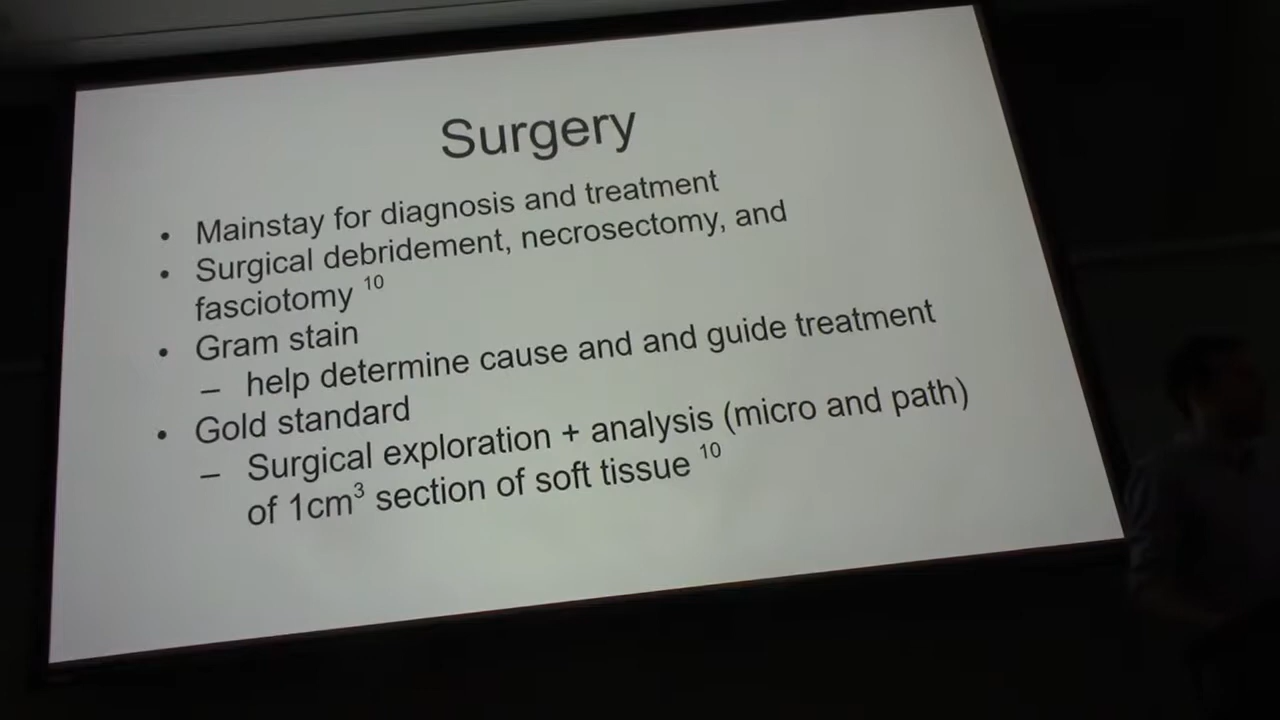 Surgery
• Mainstay for diagnosis and treatment
• Surgical debridement, necrosectomy, and
fasciotomy 10
• Gram stain
– help determine cause and and guide treatment
• Gold standard
– Surgical exploration + analysis (micro and path)
of 1cm³ section of soft tissue 10